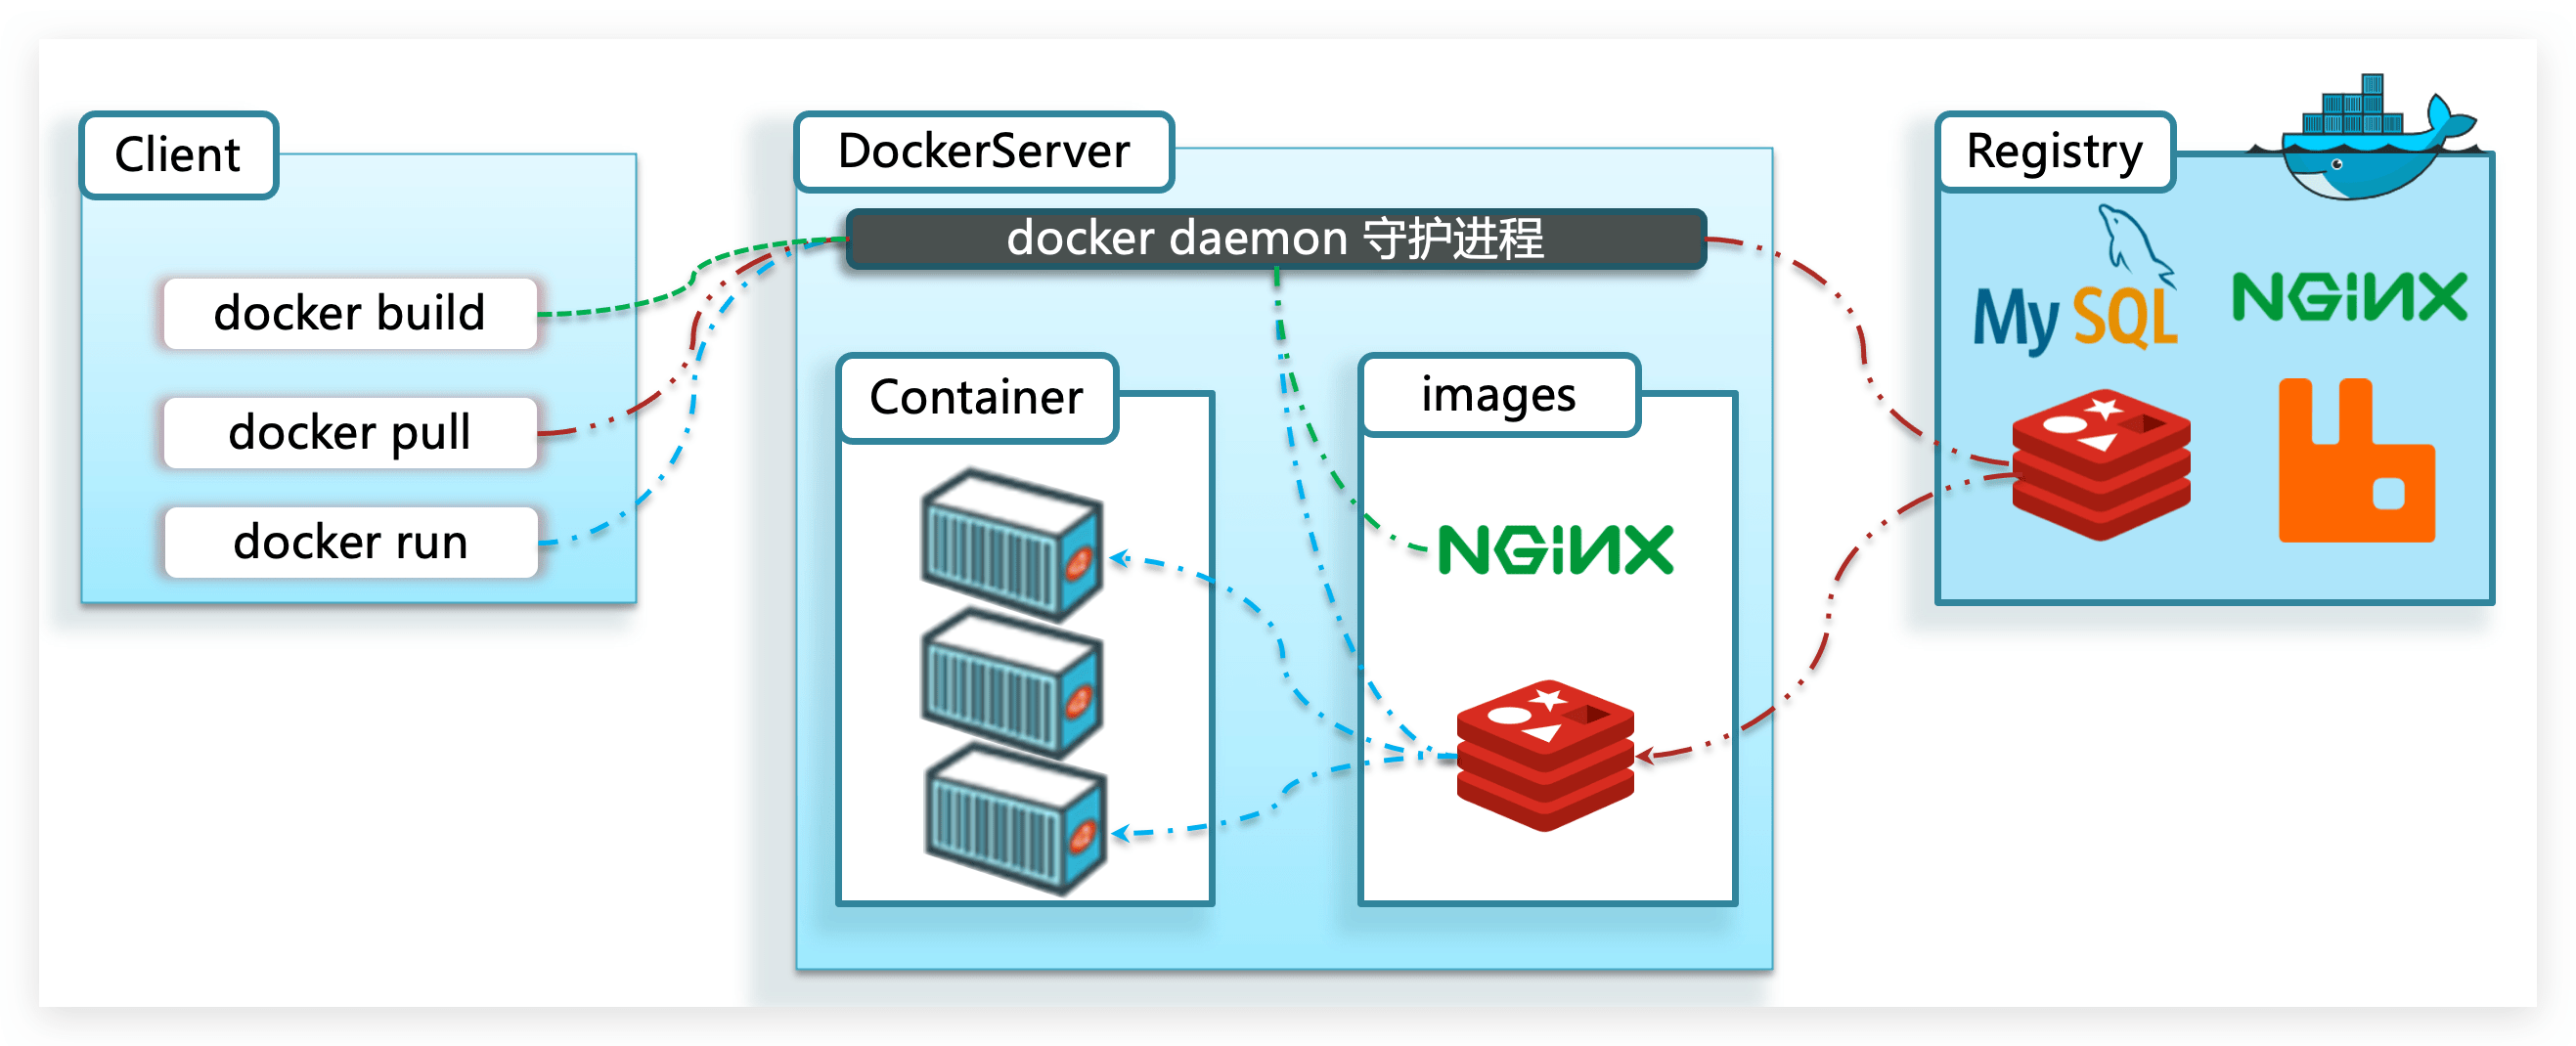 Client
docker build
docker pull
docker run
DockerServer
docker daemon 守护进程
Container
images
NGINX
Registry
MySQL
NGINX